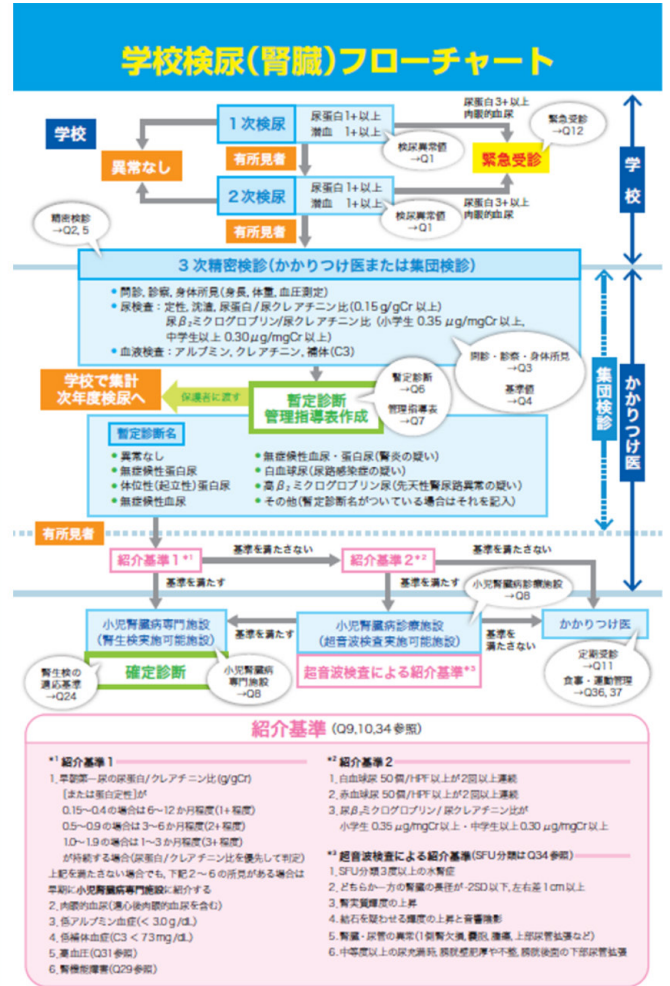 学校検尿(腎臓)フローチャート
学校
1次検尿
尿蛋白1+以上
潜血 1+以上
尿蛋白3+以上
肉眼的血尿
緊急受診
→Q12
異常なし
有所見者
検尿異常値
→Q1
緊急受診
2次検尿
尿蛋白1+以上
潜血 1+以上
尿蛋白3+以上
肉眼的血尿
学校
精密検診
→Q2, 5
有所見者
検尿異常値
→Q1
3次精密検診(かかりつけ医または集団検診)
● 問診, 診察, 身体所見(身長, 体重, 血圧測定)
● 尿検査:定性, 沈渣, 尿蛋白/尿クレアチニン比(0.15 g/gCr 以上)
尿β₂ミクログロブリン/尿クレアチニン比 (小学生 0.35 μg/mgCr 以上,
中学生以上 0.30 μg/mgCr 以上)
● 血液検査:アルブミン, クレアチニン, 補体(C3)
問診・診察・身体所見
→Q3
基準値
→Q4
集団検診
かかりつけ医
学校で集計
次年度検尿へ
保護者に渡す
暫定診断
管理指導表作成
暫定診断
→Q6
管理指導表
→Q7
暫定診断名
● 異常なし
● 無症候性蛋白尿
● 体位性(起立性)蛋白尿
● 無症候性血尿
● 無症候性血尿・蛋白尿(腎炎の疑い)
● 白血球尿(尿路感染症の疑い)
● 高β₂ミクログロブリン尿(先天性腎尿路異常の疑い)
● その他(暫定診断名がついている場合はそれを記入)
有所見者
紹介基準1*¹
基準を満たさない
紹介基準2*²
基準を満たさない
基準を満たす
基準を満たす
小児腎臓病診療施設
→Q8
小児腎臓病専門施設
(腎生検実施可能施設)
基準を満たす
小児腎臓病診療施設
(超音波検査実施可能施設)
基準を
満たさない
かかりつけ医
確定診断
超音波検査による紹介基準*³
腎生検の
適応基準
→Q24
小児腎臓病
専門施設
→Q8
定期受診
→Q11
食事・運動管理
→Q36, 37
紹介基準 (Q9,10,34参照)
*¹ 紹介基準1
1. 早朝第一尿の尿蛋白/クレアチニン比(g/gCr)
[または蛋白定性]が
0.15〜0.4の場合は6〜12か月程度(1+程度)
0.5〜0.9の場合は3〜6か月程度(2+程度)
1.0〜1.9の場合は1〜3か月程度(3+程度)
が持続する場合(尿蛋白/クレアチニン比を優先して判定)
上記を満たさない場合でも, 下記2〜6の所見がある場合は
早期に小児腎臓病専門施設に紹介する
2. 肉眼的血尿(遠心後肉眼的血尿を含む)
3. 低アルブミン血症(< 3.0 g/dL)
4. 低補体血症(C3 < 73 mg/dL)
5. 高血圧(Q31参照)
6. 腎機能障害(Q29参照)
*² 紹介基準2
1. 白血球尿 50個/HPF以上が2回以上連続
2. 赤血球尿 50個/HPF以上が2回以上連続
3. 尿β₂ミクログロブリン/尿クレアチニン比が
小学生 0.35 μg/mgCr以上・中学生以上 0.30 μg/mgCr 以上
*³ 超音波検査による紹介基準(SFU分類はQ34参照)
1. SFU分類3度以上の水腎症
2. どちらか一方の腎臓の長径が-2SD以下, 左右差1cm以上
3. 腎実質輝度の上昇
4. 結石を疑わせる輝度の上昇と音響陰影
5. 腎臓・尿管の異常(1側腎欠損, 嚢胞, 腫瘍, 上部尿管拡張など)
6. 中等度以上の尿充満時, 膀胱壁肥厚や不整, 膀胱後面の下部尿管拡張